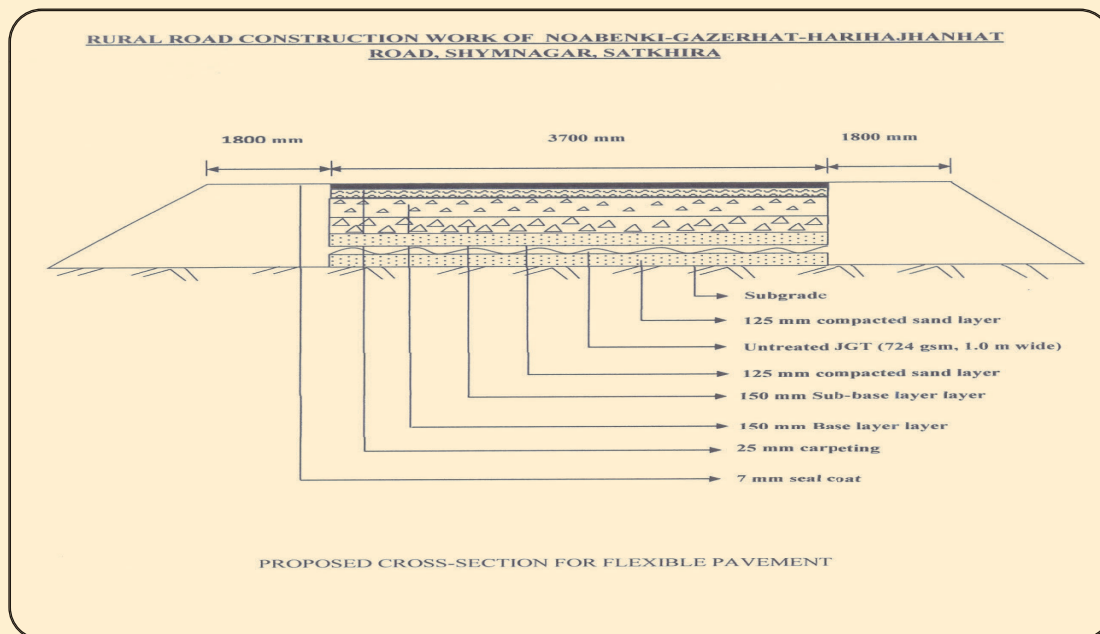 RURAL ROAD CONSTRUCTION WORK OF NOABENKI-GAZERHAT-HARIHAJHANHAT
ROAD, SHYMNAGAR, SATKHIRA
1800 mm
3700 mm
1800 mm
Subgrade
125 mm compacted sand layer
Untreated JGT (724 gsm, 1.0 m wide)
125 mm compacted sand layer
150 mm Sub-base layer layer
150 mm Base layer layer
25 mm carpeting
7 mm seal coat
PROPOSED CROSS-SECTION FOR FLEXIBLE PAVEMENT